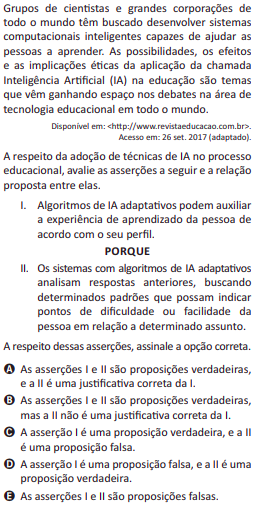 Grupos de cientistas e grandes corporações de
todo o mundo têm buscado desenvolver sistemas
computacionais inteligentes capazes de ajudar as
pessoas a aprender. As possibilidades, os efeitos
e as implicações éticas da aplicação da chamada
Inteligência Artificial (IA) na educação são temas
que vêm ganhando espaço nos debates na área de
tecnologia educacional em todo o mundo.
Disponível em: <http://www.revistaeducacao.com.br>.
Acesso em: 26 set. 2017 (adaptado).
A respeito da adoção de técnicas de IA no processo
educacional, avalie as asserções a seguir e a relação
proposta entre elas.
I. Algoritmos de IA adaptativos podem auxiliar
a experiência de aprendizado da pessoa de
acordo com o seu perfil.
PORQUE
II. Os sistemas com algoritmos de IA adaptativos
analisam respostas anteriores, buscando
determinados padrões que possam indicar
pontos de dificuldade ou facilidade da
pessoa em relação a determinado assunto.
A respeito dessas asserções, assinale a opção correta.
A As asserções I e II são proposições verdadeiras,
e a II é uma justificativa correta da I.
B As asserções I e II são proposições verdadeiras,
mas a II não é uma justificativa correta da I.
C A asserção I é uma proposição verdadeira, e a II
é uma proposição falsa.
D A asserção I é uma proposição falsa, e a II é uma
proposição verdadeira.
E As asserções I e II são proposições falsas.